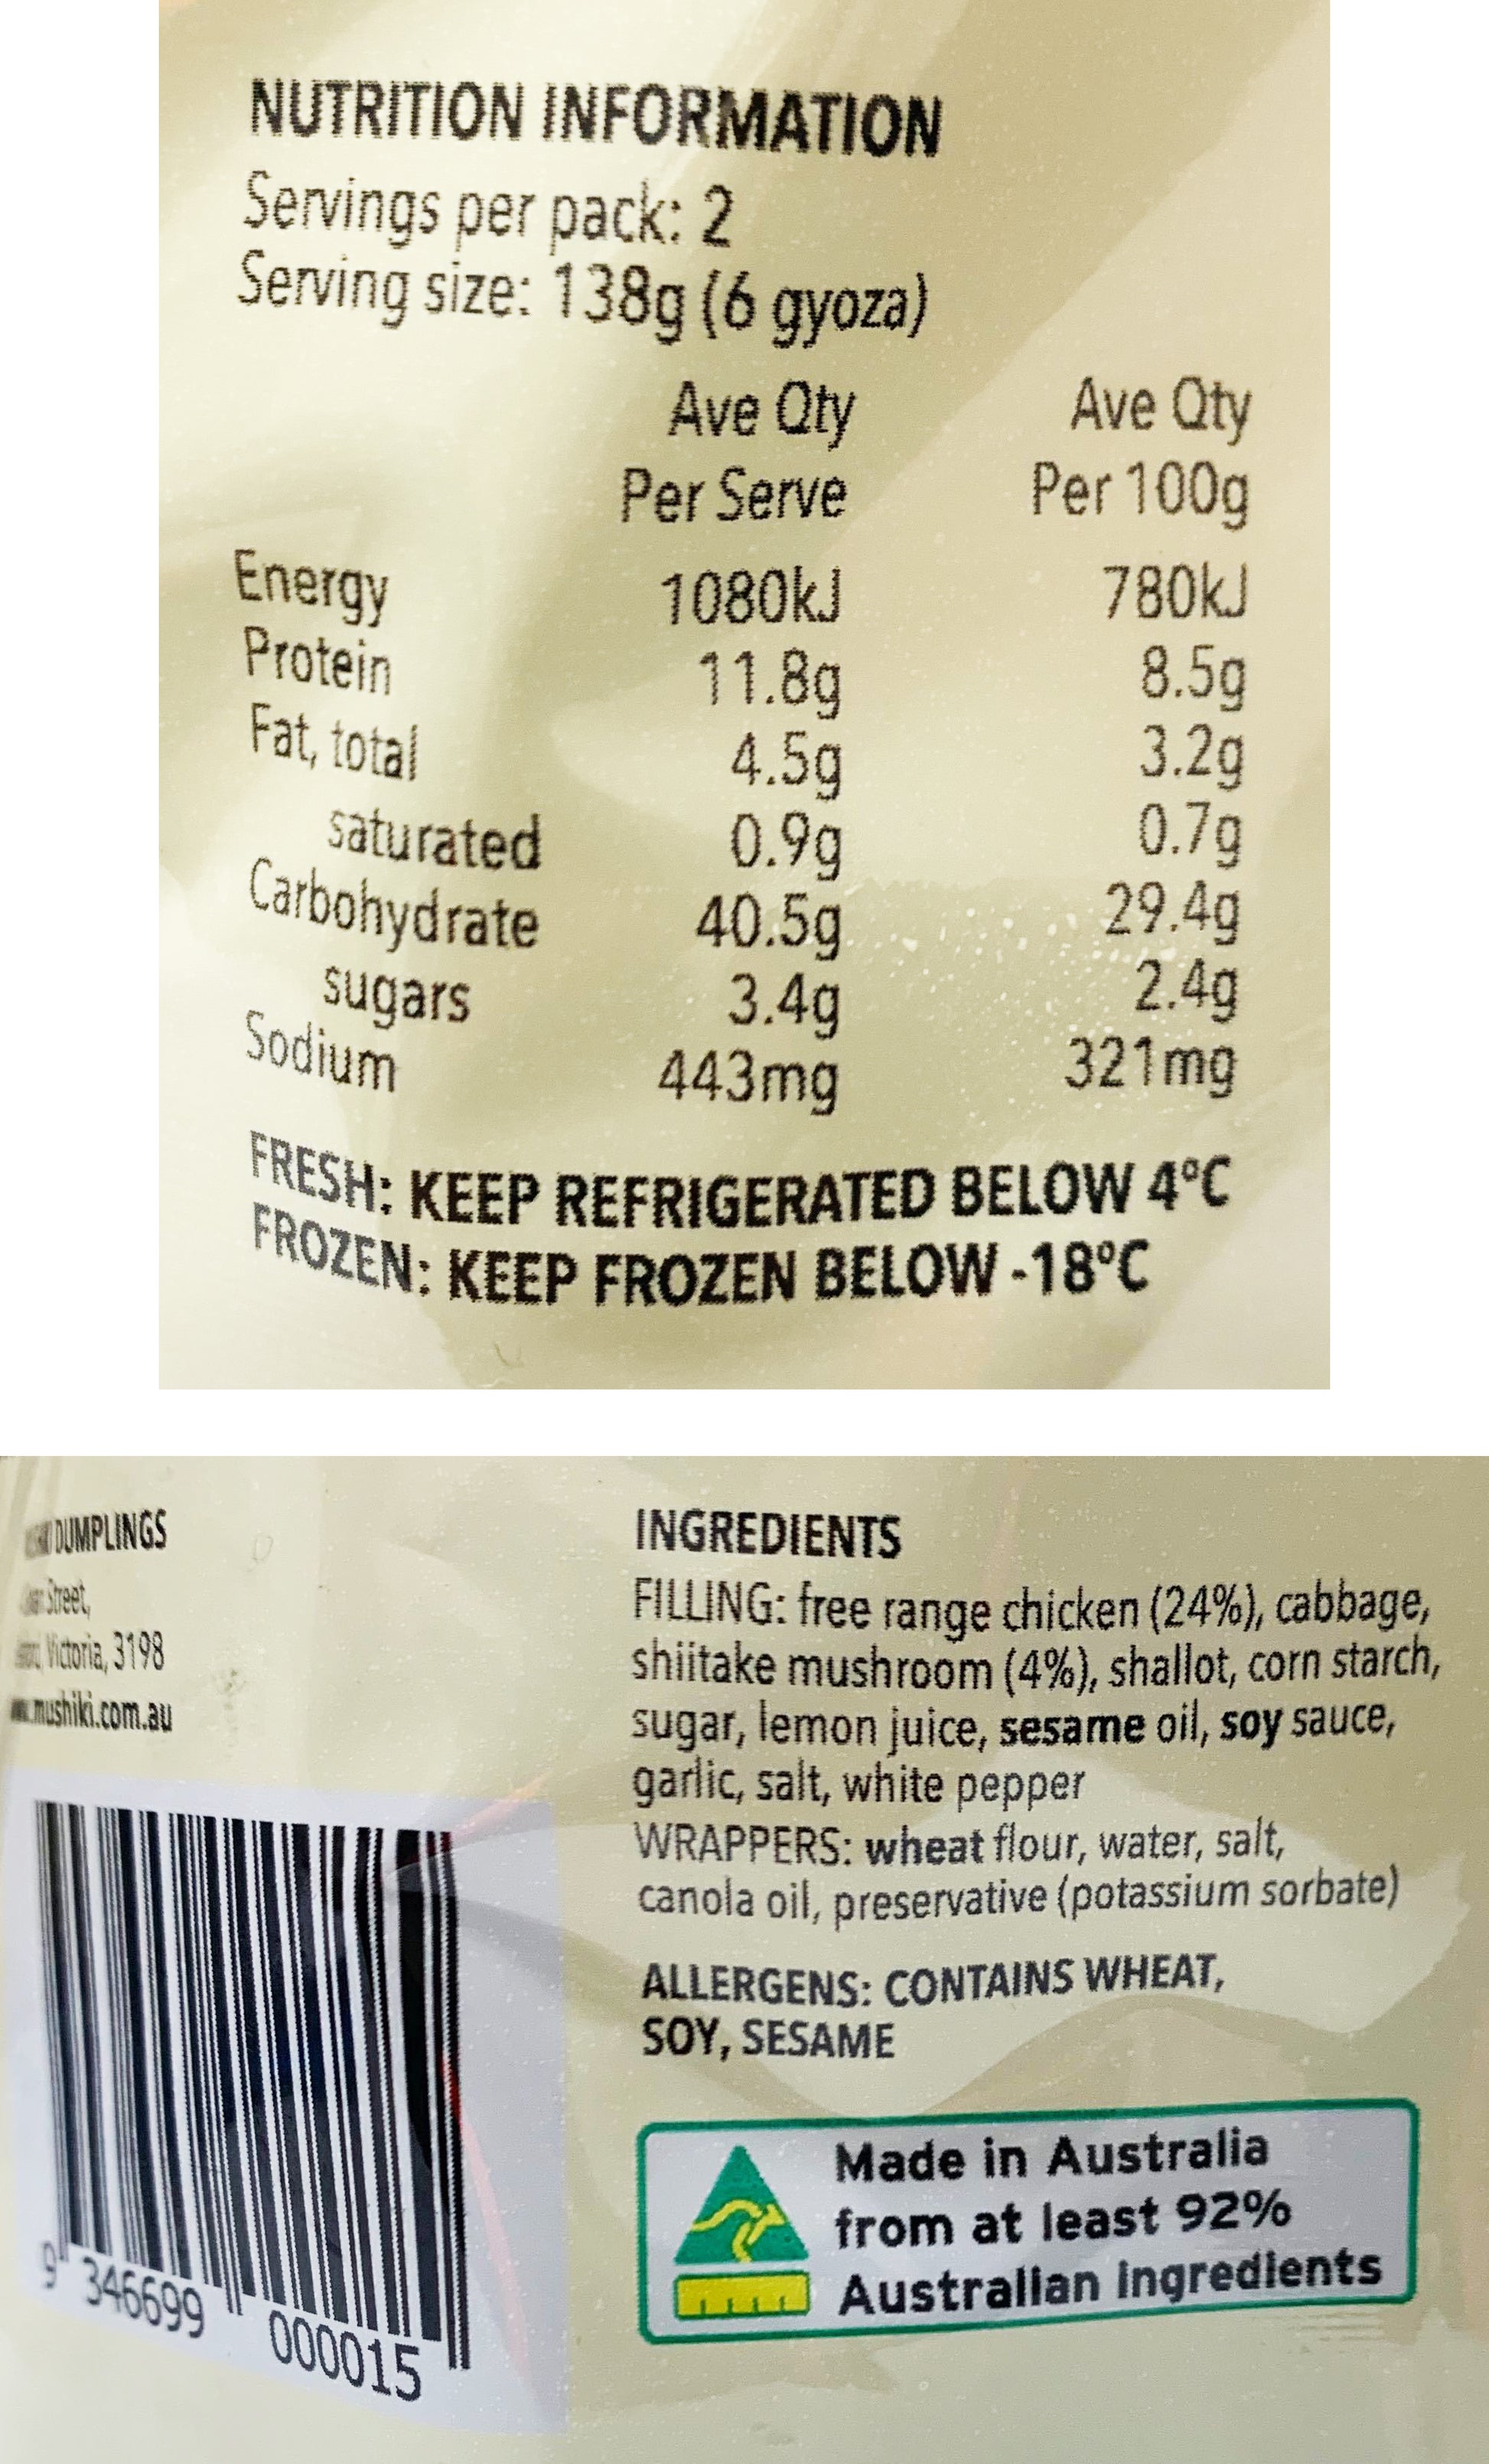 NUTRITION INFORMATION
Servings per pack: 2
Serving size: 138g (6 gyoza)
Ave Qty Ave Qty
Per Serve Per 100g
Energy 1080kJ 780kJ
Protein 11.8g 8.5g
Fat, total 4.5g 3.2g
saturated 0.9g 0.7g
Carbohydrate 40.5g 29.4g
sugars 3.4g 2.4g
Sodium 443mg 321mg
FRESH: KEEP REFRIGERATED BELOW 4°C
FROZEN: KEEP FROZEN BELOW -18°C
DUMPLINGS
Street,
Victoria, 3198
mushiki.com.au
9 346699 000015
INGREDIENTS
FILLING: free range chicken (24%), cabbage,
shiitake mushroom (4%), shallot, corn starch,
sugar, lemon juice, sesame oil, soy sauce,
garlic, salt, white pepper
WRAPPERS: wheat flour, water, salt,
canola oil, preservative (potassium sorbate)
ALLERGENS: CONTAINS WHEAT,
SOY, SESAME
Made in Australia
from at least 92%
Australian ingredients